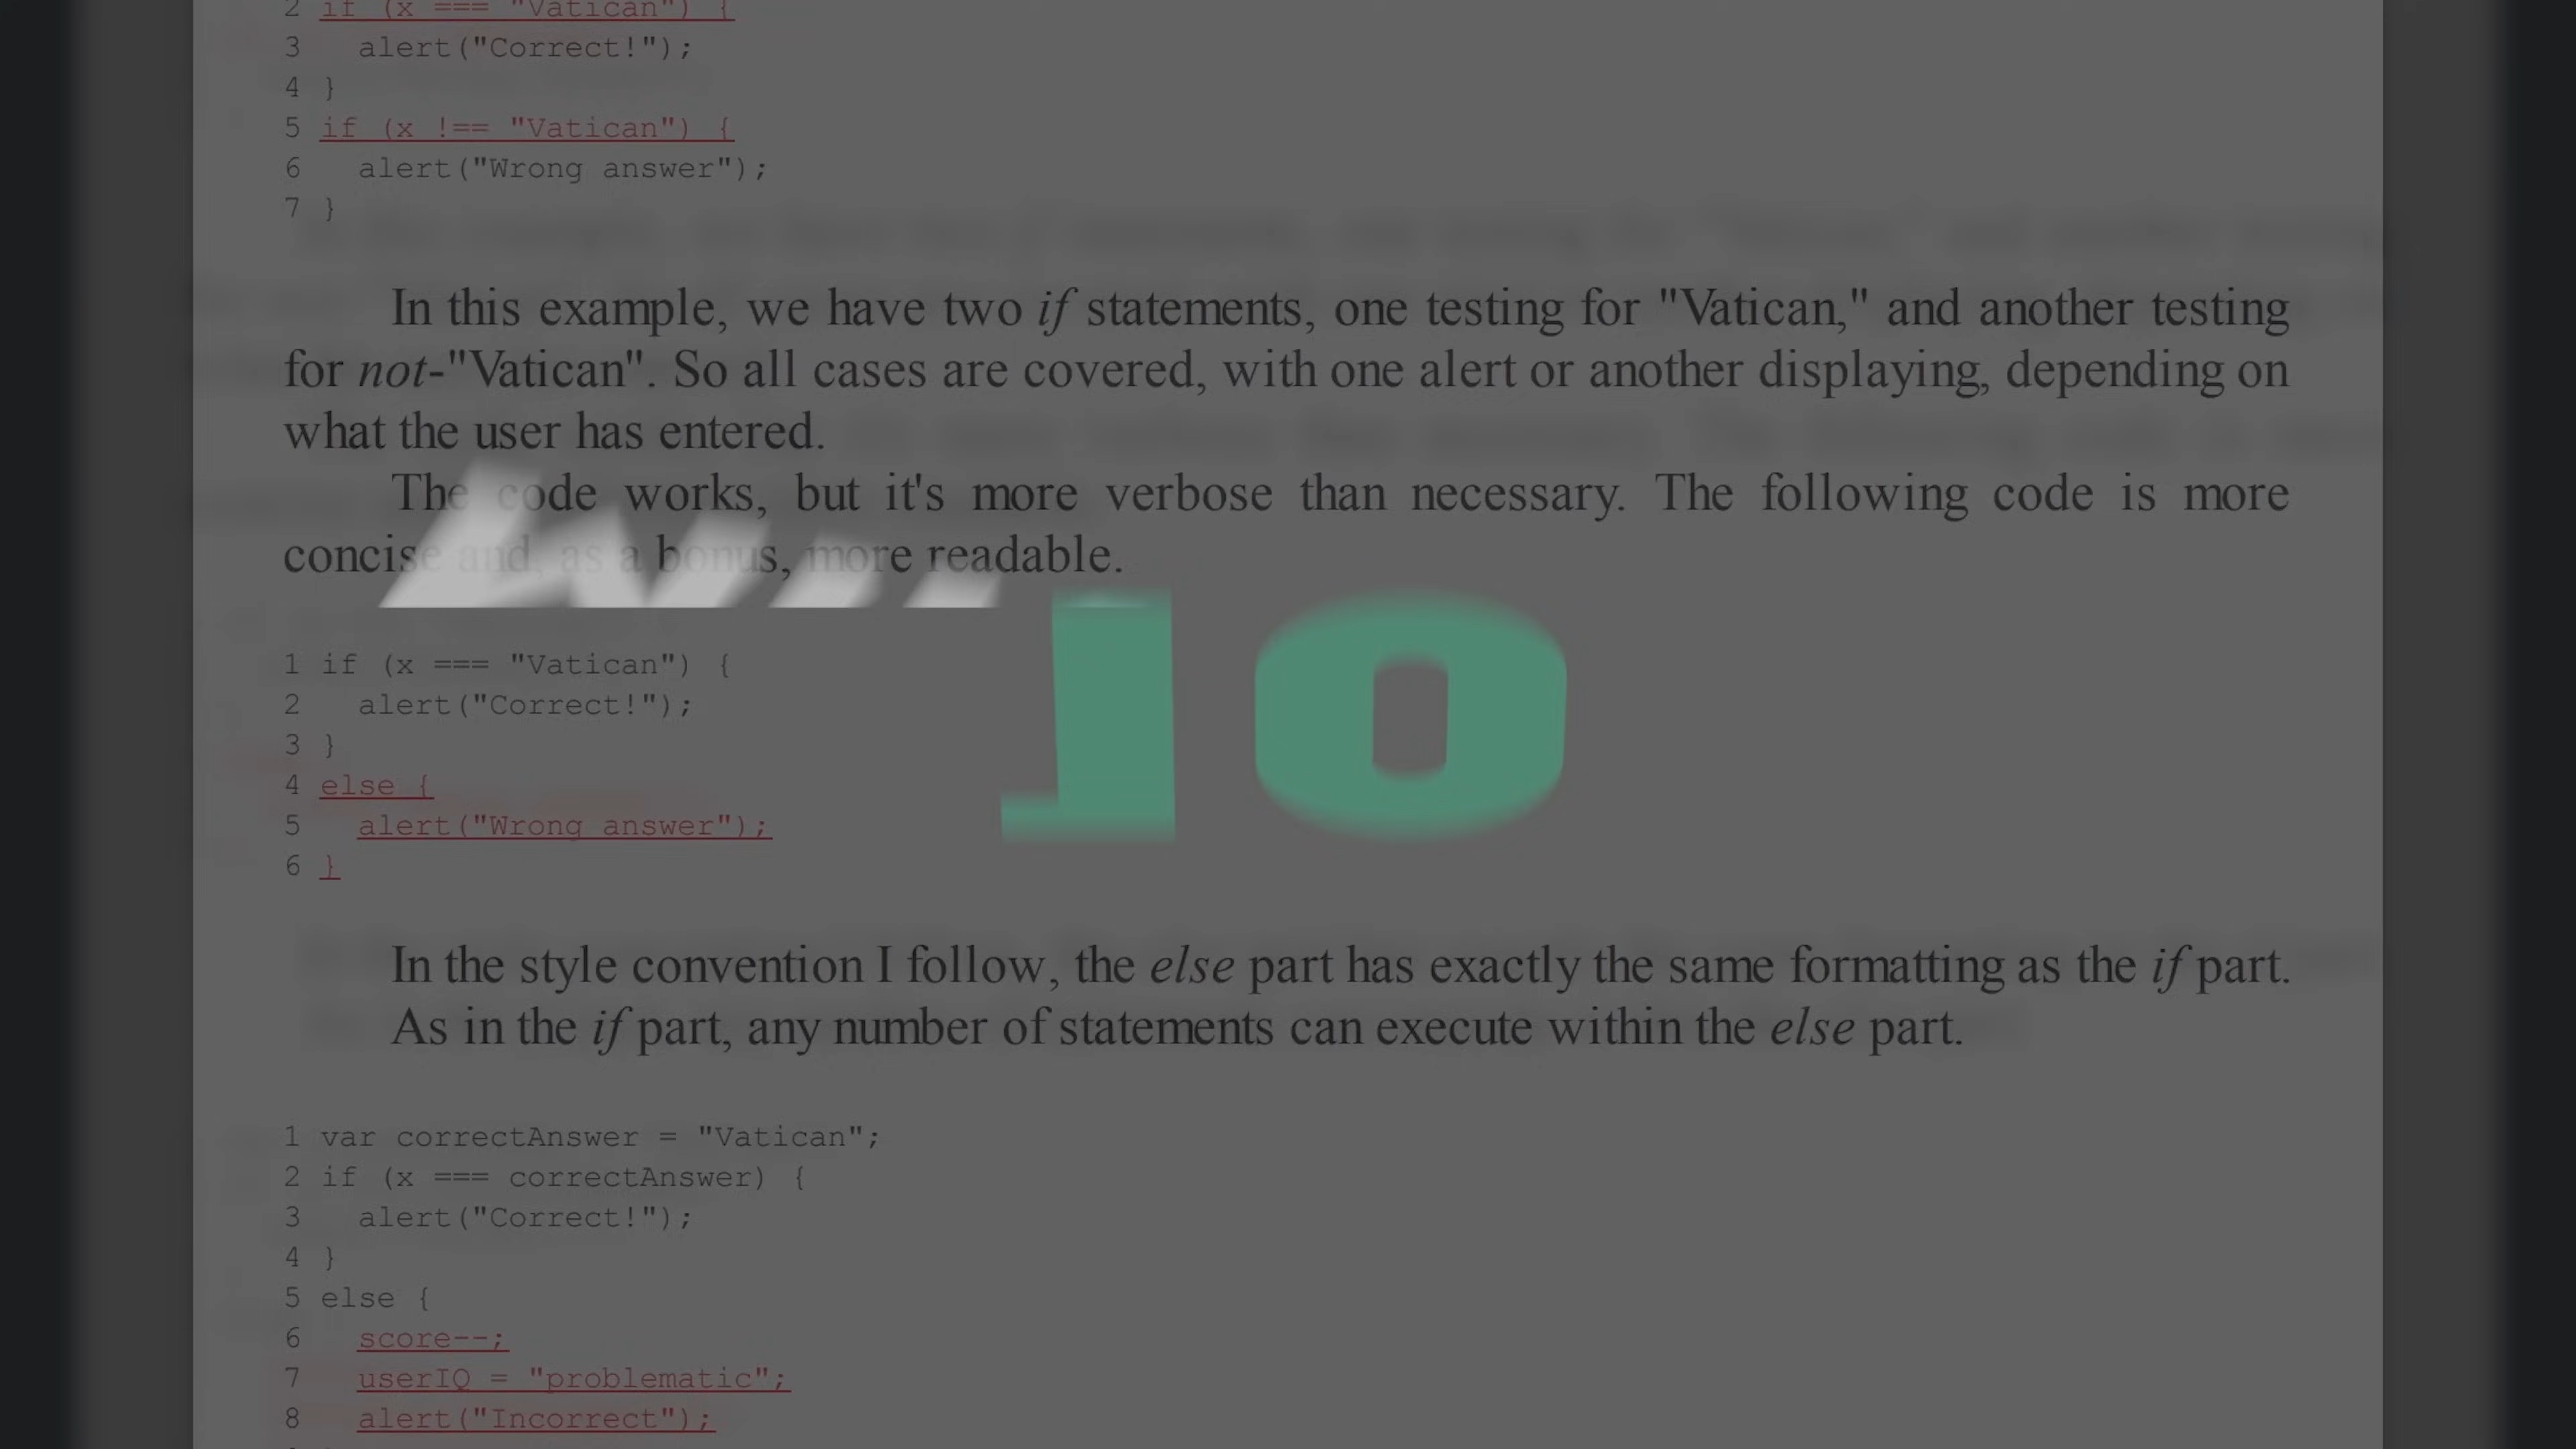 2 if (x === "Vatican") {
3   alert("Correct!");
4 }
5 if (x !== "Vatican") {
6   alert("Wrong answer");
7 }
In this example, we have two if statements, one testing for "Vatican," and another testing
for not-"Vatican". So all cases are covered, with one alert or another displaying, depending on
what the user has entered.
The code works, but it's more verbose than necessary. The following code is more
concise and, as a bonus, more readable.
1 if (x === "Vatican") {
2   alert("Correct!");
3 }
4 else {
5   alert("Wrong answer");
6 }
In the style convention I follow, the else part has exactly the same formatting as the if part.
As in the if part, any number of statements can execute within the else part.
1 var correctAnswer = "Vatican";
2 if (x === correctAnswer) {
3   alert("Correct!");
4 }
5 else {
6   score--;
7   userIQ = "problematic";
8   alert("Incorrect");